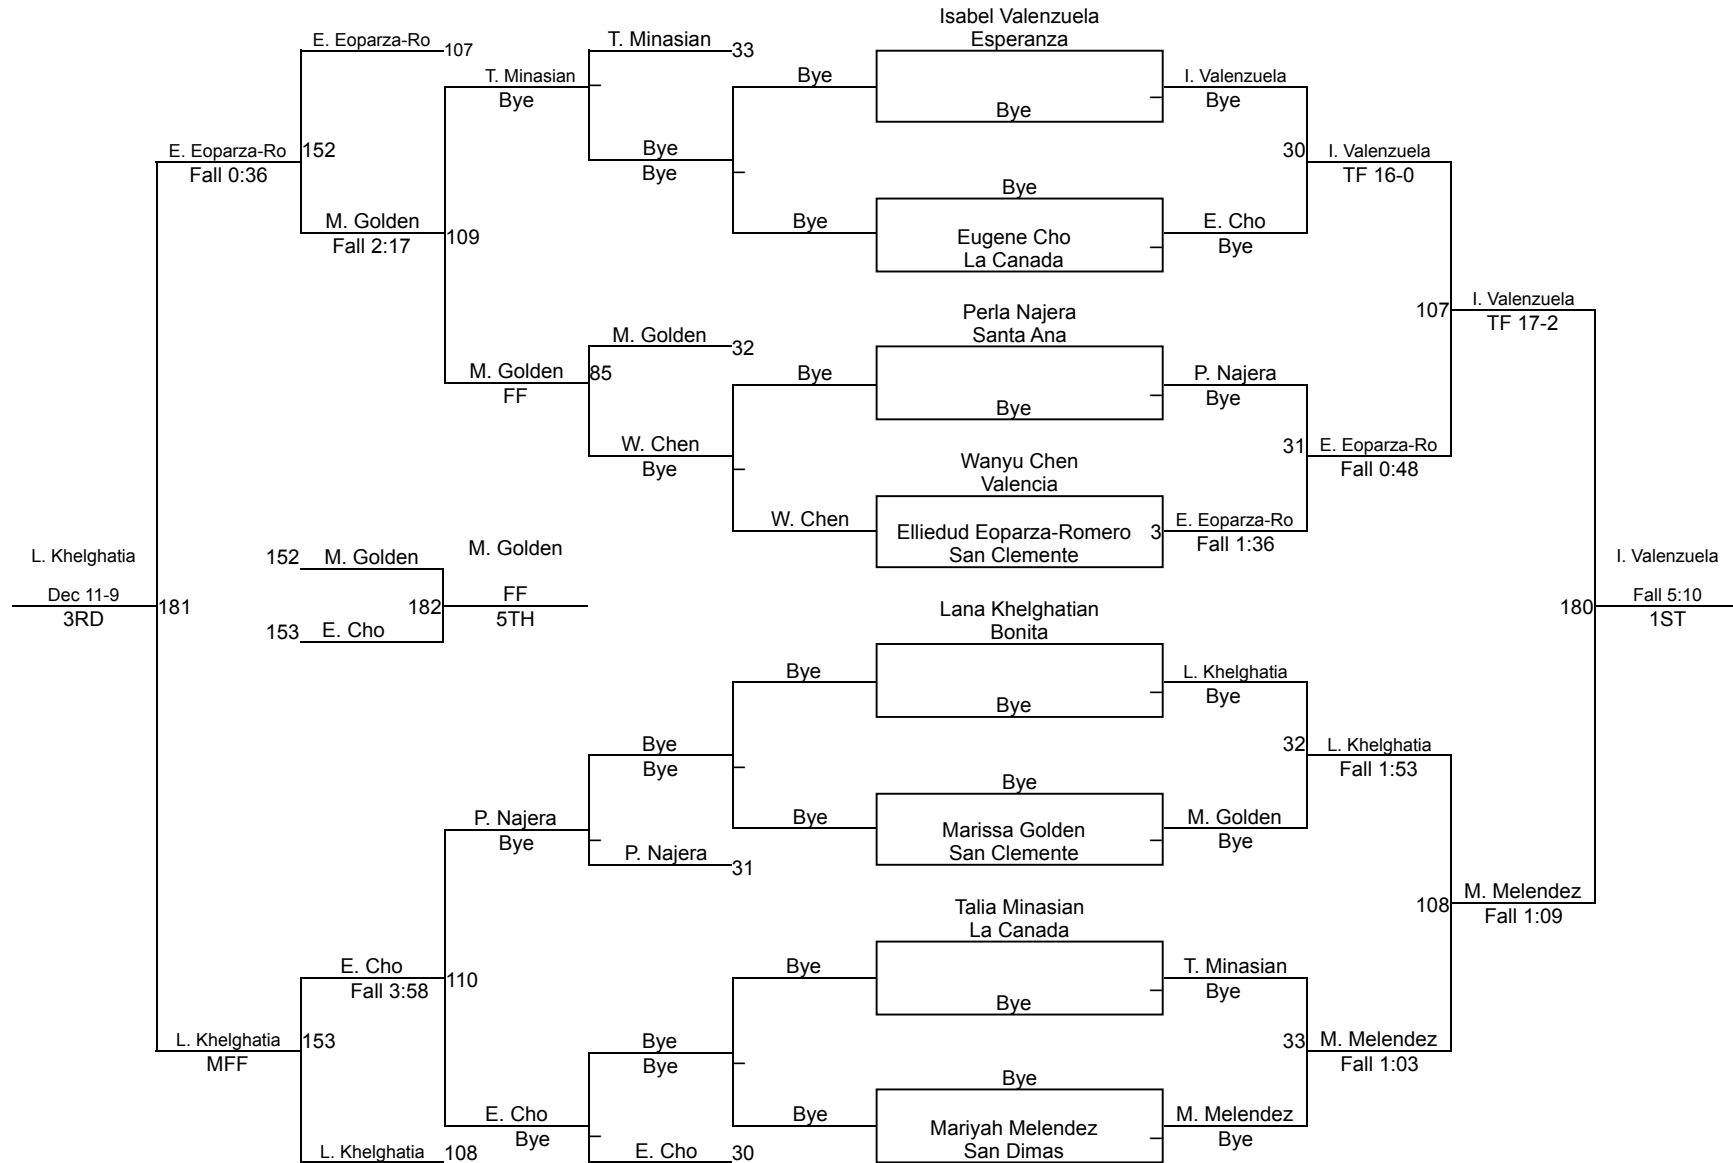 Isabel Valenzuela
Esperanza
E. Eoparza-Ro
107
T. Minasian
33
T. Minasian
Bye
Bye
Bye
I. Valenzuela
Bye
E. Eoparza-Ro
152
Fall 0:36
Bye
Bye
30
I. Valenzuela
TF 16-0
Bye
M. Golden
Fall 2:17
109
Bye
Eugene Cho
La Canada
E. Cho
Bye
Perla Najera
Santa Ana
107
I. Valenzuela
TF 17-2
M. Golden
32
M. Golden
85
FF
Bye
Bye
P. Najera
Bye
W. Chen
Bye
Wanyu Chen
Valencia
31
E. Eoparza-Ro
Fall 0:48
W. Chen
Elliedud Eoparza-Romero
San Clemente
3
E. Eoparza-Ro
Fall 1:36
L. Khelghatia
Dec 11-9
3RD
181
152
M. Golden
153
E. Cho
182
M. Golden
FF
5TH
180
I. Valenzuela
Fall 5:10
1ST
Lana Khelghatian
Bonita
Bye
Bye
L. Khelghatia
Bye
Bye
Bye
32
L. Khelghatia
Fall 1:53
Bye
P. Najera
Bye
Bye
Marissa Golden
San Clemente
M. Golden
Bye
P. Najera
31
Talia Minasian
La Canada
108
M. Melendez
Fall 1:09
E. Cho
Fall 3:58
110
Bye
Bye
T. Minasian
Bye
L. Khelghatia
MFF
153
Bye
Bye
33
M. Melendez
Fall 1:03
Bye
E. Cho
Bye
Bye
Mariyah Melendez
San Dimas
M. Melendez
Bye
L. Khelghatia
108
E. Cho
30